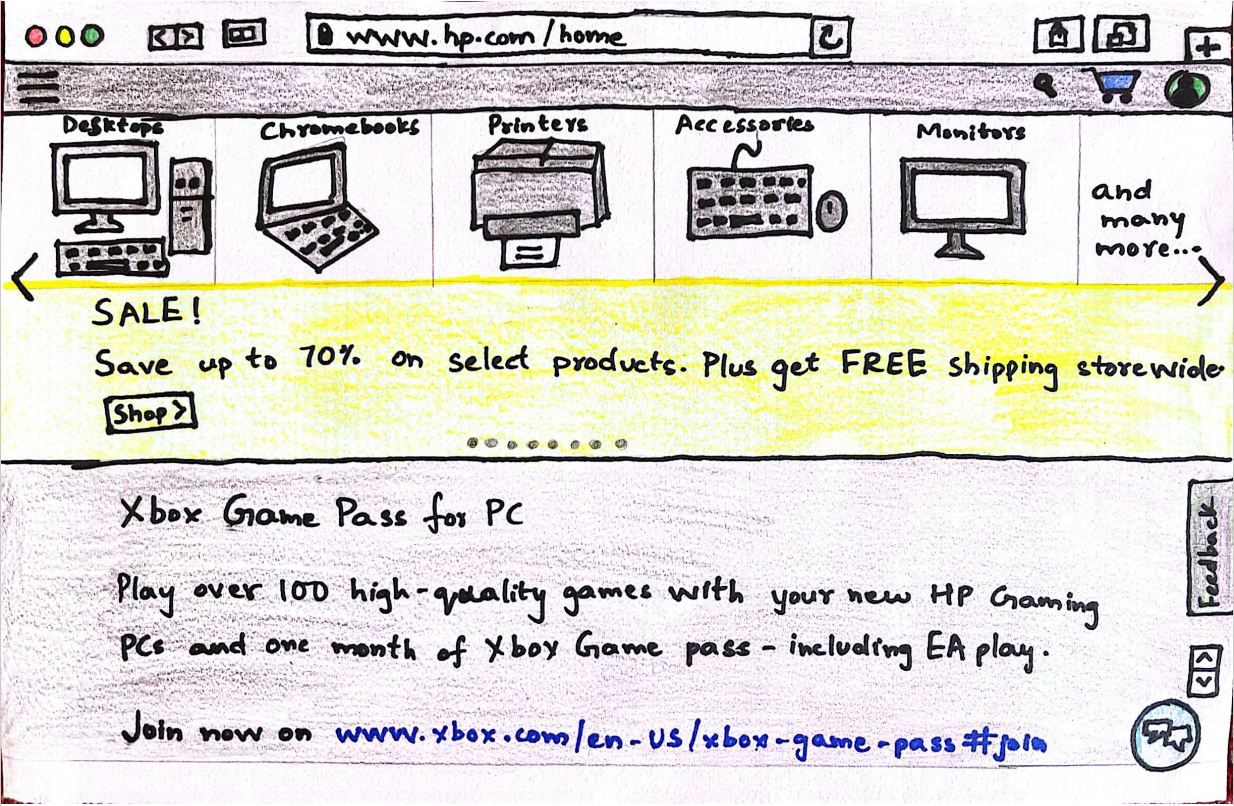 www.hp.com/home
Desktops
Chromebooks
Printers
Accessories
Monitors
and
many
more...
SALE!
Save up to 70% on select products. Plus get FREE shipping storewide.
Shop >
Xbox Game Pass for PC
Feedback
Play over 100 high-quality games with your new HP Gaming
PCs and one month of Xbox Game pass - including EA play.
Join now on www.xbox.com/en-US/xbox-game-pass#join